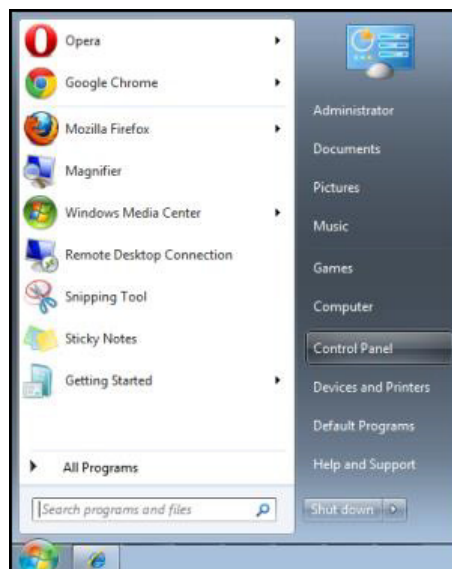 Opera
Google Chrome
Mozilla Firefox
Magnifier
Windows Media Center
Remote Desktop Connection
Snipping Tool
Sticky Notes
Getting Started
All Programs
Search programs and files
Administrator
Documents
Pictures
Music
Games
Computer
Control Panel
Devices and Printers
Default Programs
Help and Support
Shut down